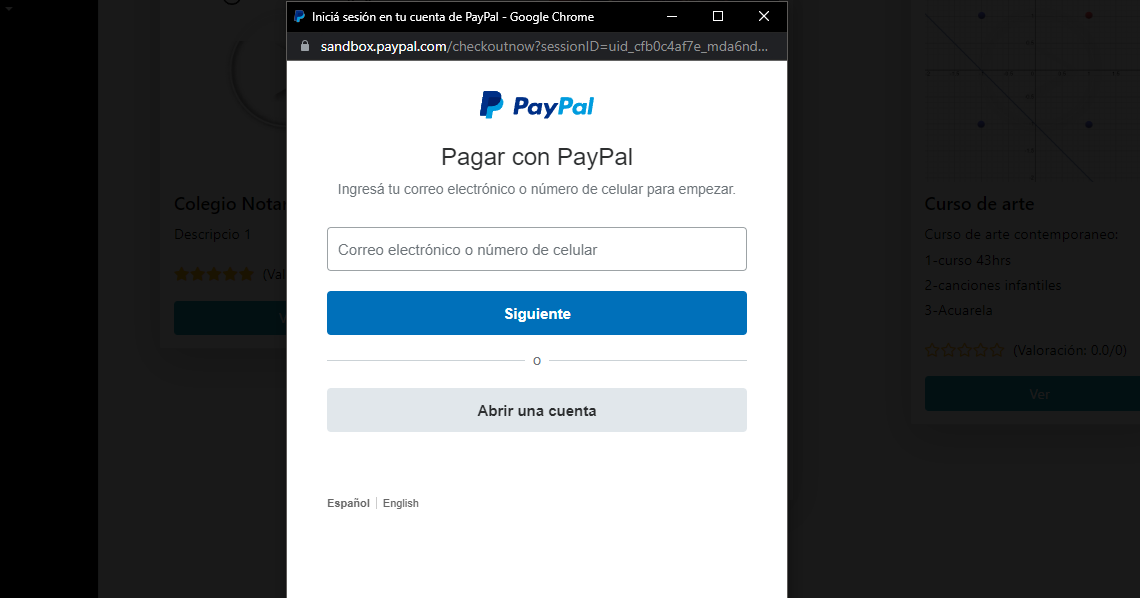 Iniciá sesión en tu cuenta de PayPal - Google Chrome
sandbox.paypal.com/checkoutnow?sessionID=uid_cfb0c4af7e_mda6nd...
PayPal
Pagar con PayPal
Ingresá tu correo electrónico o número de celular para empezar.
Correo electrónico o número de celular
Siguiente
o
Abrir una cuenta
Español | English
Colegio Notar
Descripcio 1
(Val
Curso de arte
Curso de arte contemporaneo:
1-curso 43hrs
2-canciones infantiles
3-Acuarela
(Valoración: 0.0/0)
Ver